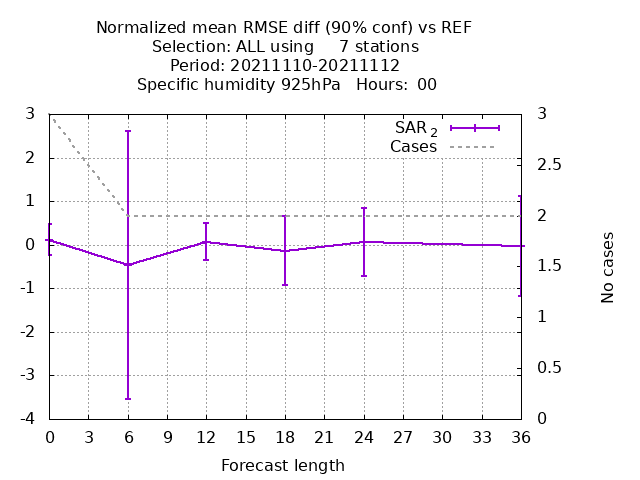 Normalized mean RMSE diff (90% conf) vs REF
Selection: ALL using     7 stations
Period: 20211110-20211112
Specific humidity 925hPa   Hours:  00
3
2
1
0
-1
-2
-3
-4
SAR 2
Cases
3
2.5
2
1.5
1
0.5
0
No cases
0 3 6 9 12 15 18 21 24 27 30 33 36
Forecast length